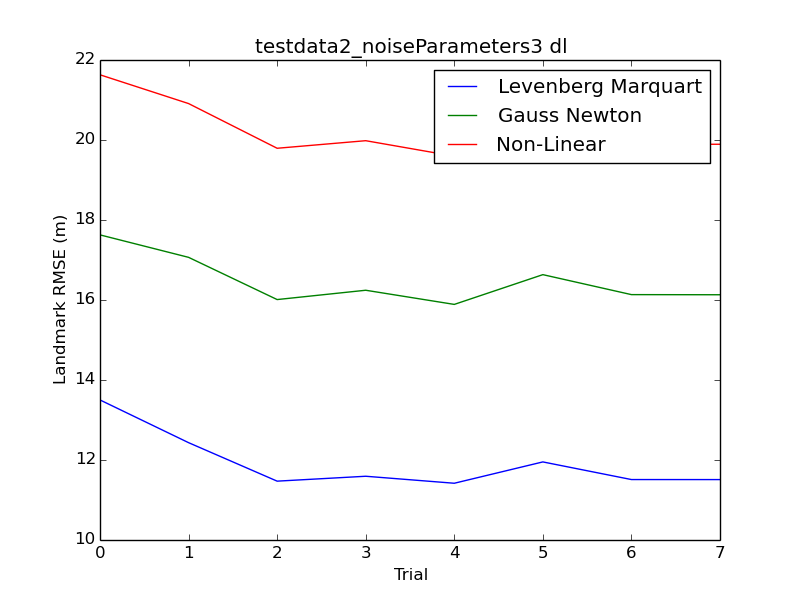 testdata2_noiseParameters3 dl
Levenberg Marquart
Gauss Newton
Non-Linear
22
20
18
16
14
12
10
Landmark RMSE (m)
0 1 2 3 4 5 6 7
Trial